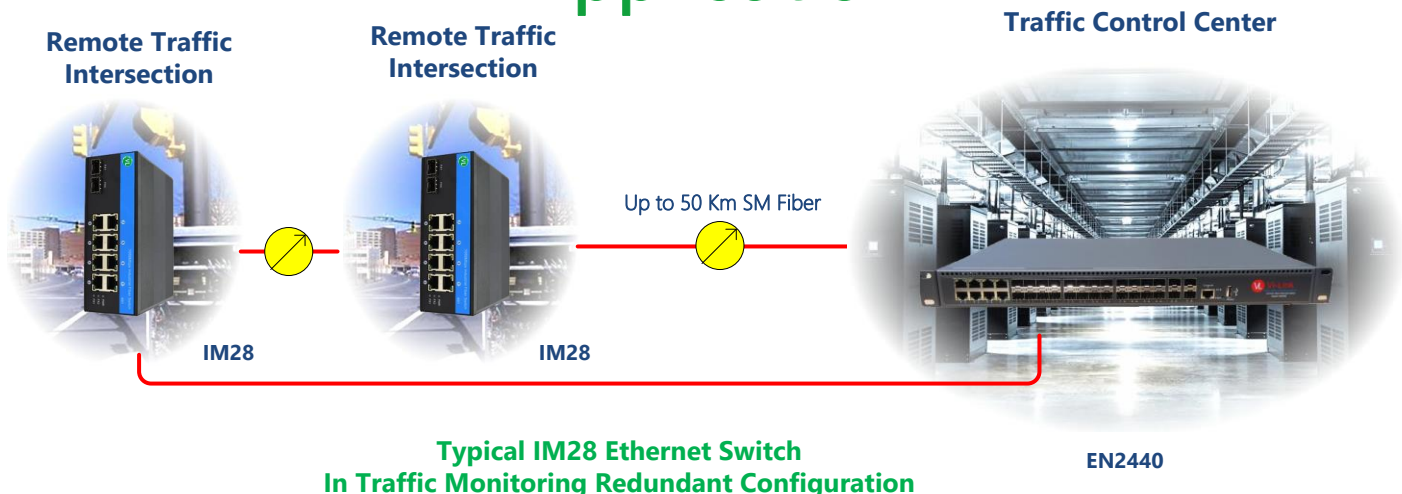 Traffic Control Center
Remote Traffic
Intersection
Remote Traffic
Intersection
Up to 50 Km SM Fiber
IM28
IM28
Typical IM28 Ethernet Switch
In Traffic Monitoring Redundant Configuration
EN2440